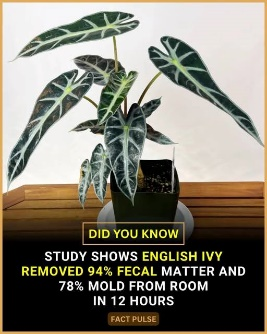 DID YOU KNOW
STUDY SHOWS ENGLISH IVY
REMOVED 94% FECAL MATTER AND
78% MOLD FROM ROOM
IN 12 HOURS
FACT PULSE